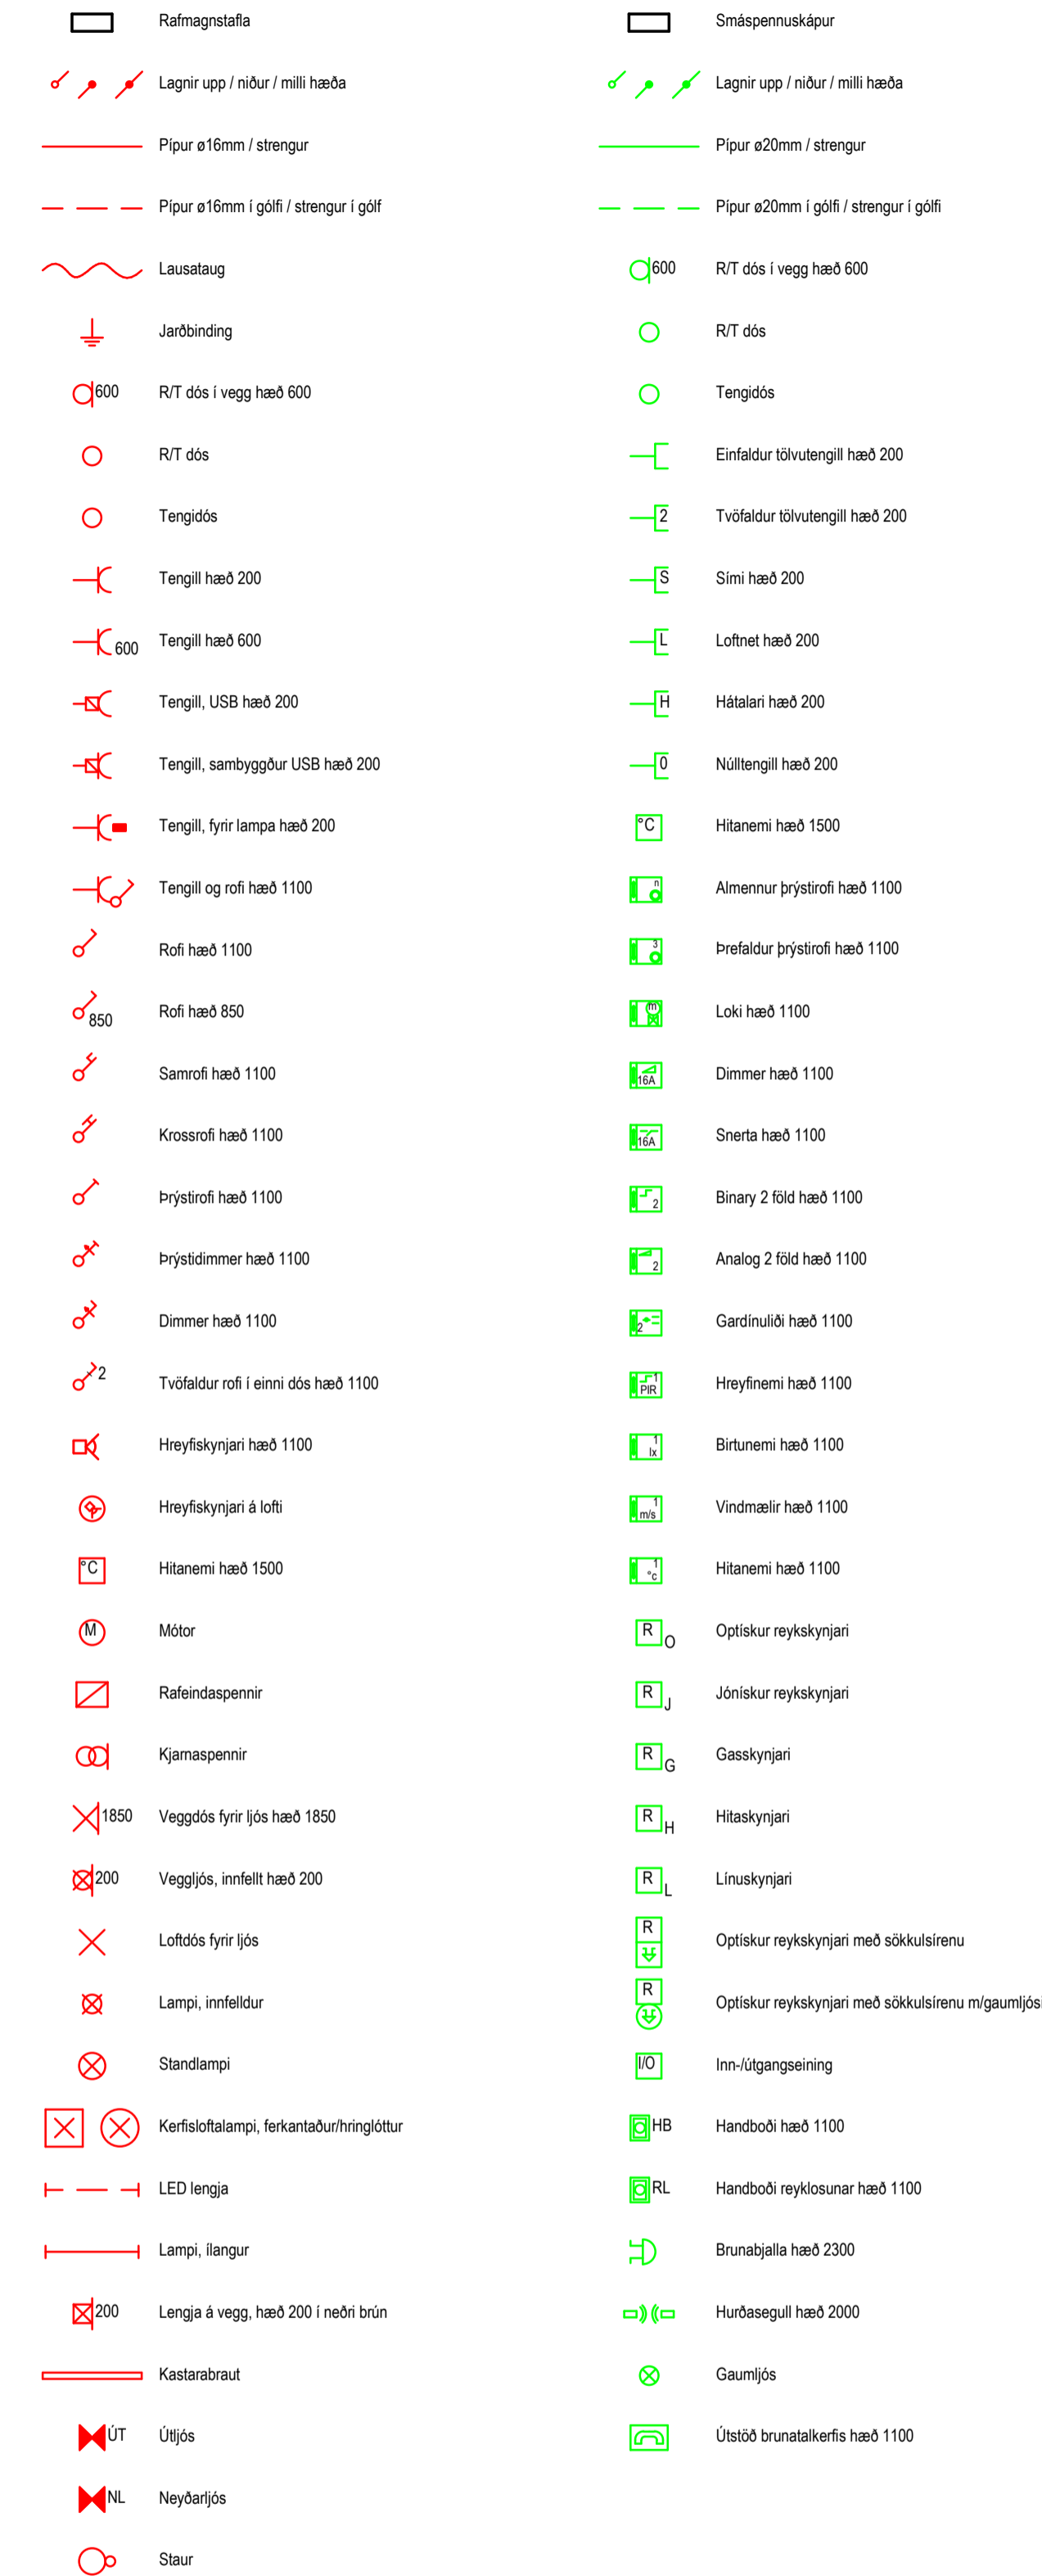 Rafmagnstafla
Lagnir upp / niður / milli hæða
Pípur ø16mm / strengur
Pípur ø16mm í gólfi / strengur í gólf
Lausataug
Jarðbinding
600 R/T dós í vegg hæð 600
R/T dós
Tengidós
Tengill hæð 200
600 Tengill hæð 600
Tengill, USB hæð 200
Tengill, sambyggður USB hæð 200
Tengill, fyrir lampa hæð 200
Tengill og rofi hæð 1100
Rofi hæð 1100
850 Rofi hæð 850
Samrofi hæð 1100
Krossrofi hæð 1100
Þrýstirofi hæð 1100
Þrýstidimmer hæð 1100
Dimmer hæð 1100
2 Tvöfaldur rofi í einni dós hæð 1100
Hreyfiskynjari hæð 1100
Hreyfiskynjari á lofti
°C Hitanemi hæð 1500
M Mótor
Rafeindaspennir
Kjarnaspennir
1850 Veggdós fyrir ljós hæð 1850
200 Veggljós, innfellt hæð 200
Loftdós fyrir ljós
Lampi, innfelldur
Standlampi
Kerfisloftalampi, ferkantaður/hringlóttur
LED lengja
Lampi, ílangur
200 Lengja á vegg, hæð 200 í neðri brún
Kastarabraut
ÚT Útljós
NL Neyðarljós
Staur
Smáspennuskápur
Lagnir upp / niður / milli hæða
Pípur ø20mm / strengur
Pípur ø20mm í gólfi / strengur í gólfi
600 R/T dós í vegg hæð 600
R/T dós
Tengidós
Einfaldur tölvutengill hæð 200
2 Tvöfaldur tölvutengill hæð 200
S Sími hæð 200
L Loftnet hæð 200
H Hátalari hæð 200
0 Núlltengill hæð 200
°C Hitanemi hæð 1500
n Almennur þrýstirofi hæð 1100
3 Þrefaldur þrýstirofi hæð 1100
m Loki hæð 1100
16A Dimmer hæð 1100
16A Snerta hæð 1100
2 Binary 2 föld hæð 1100
2 Analog 2 föld hæð 1100
2 Gardínuliði hæð 1100
1 PIR Hreyfinemi hæð 1100
1 lx Birtunemi hæð 1100
1 m/s Vindmælir hæð 1100
1 °c Hitanemi hæð 1100
R O Optískur reykskynjari
R J Jónískur reykskynjari
R G Gasskynjari
R H Hitaskynjari
R L Línuskynjari
R Optískur reykskynjari með sökkulsírenu
R Optískur reykskynjari með sökkulsírenu m/gaumljósi
I/O Inn-/útgangseining
HB Handboði hæð 1100
RL Handboði reyklosunar hæð 1100
Brunabjalla hæð 2300
Hurðasegull hæð 2000
Gaumljós
Útstöð brunatalkerfis hæð 1100